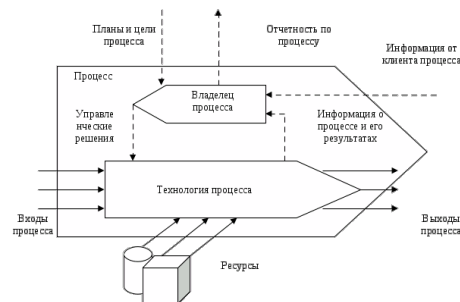 Планы и цели
процесса
Отчетность по
процессу
Информация от
клиента процесса
Процесс
Владелец
процесса
Управле
нческие
решения
Информация о
процессе и его
результатах
Технология процесса
Входы
процесса
Выходы
процесса
Ресурсы